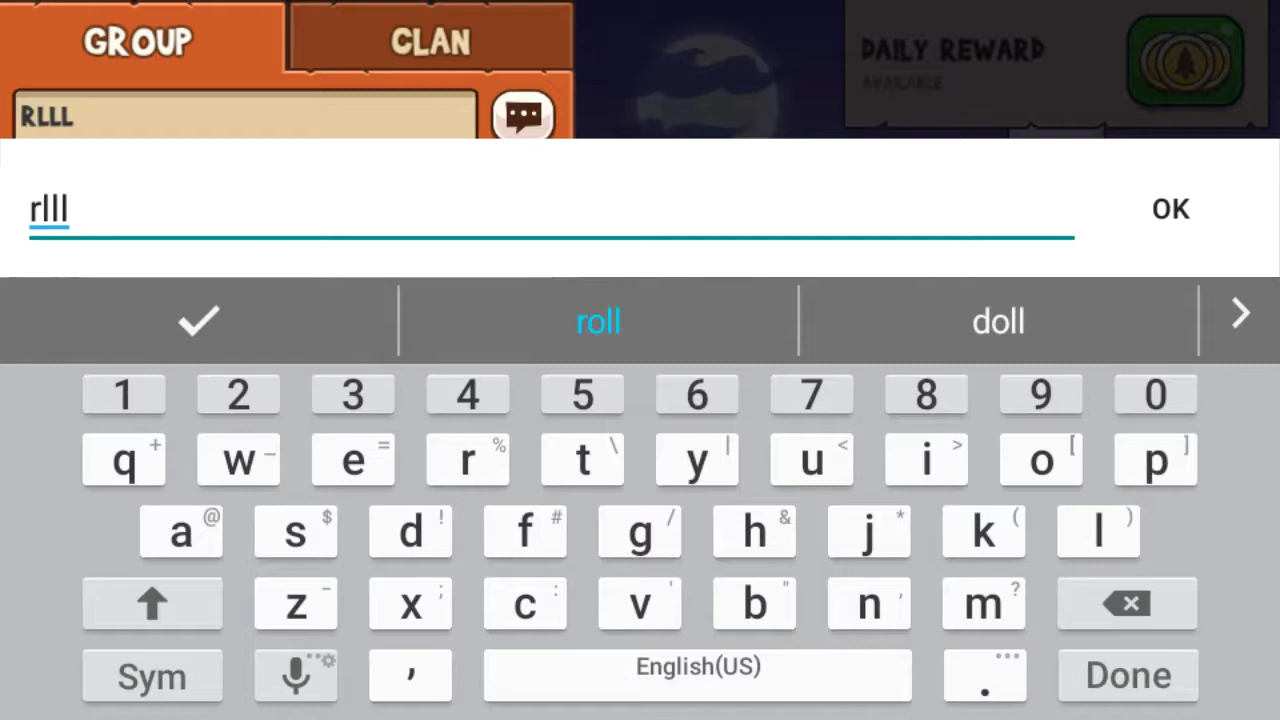 GROUP CLAN
DAILY REWARD
AVAILABLE
RLLL
rlll
OK
roll doll
1 2 3 4 5 6 7 8 9 0
q + w _ e = r % t \ y | u < i > o [ p ]
a @ s $ d ! f # g / h & j * k ( l )
z - x ; c : v ' b " n , m ?
Sym , English(US) . Done